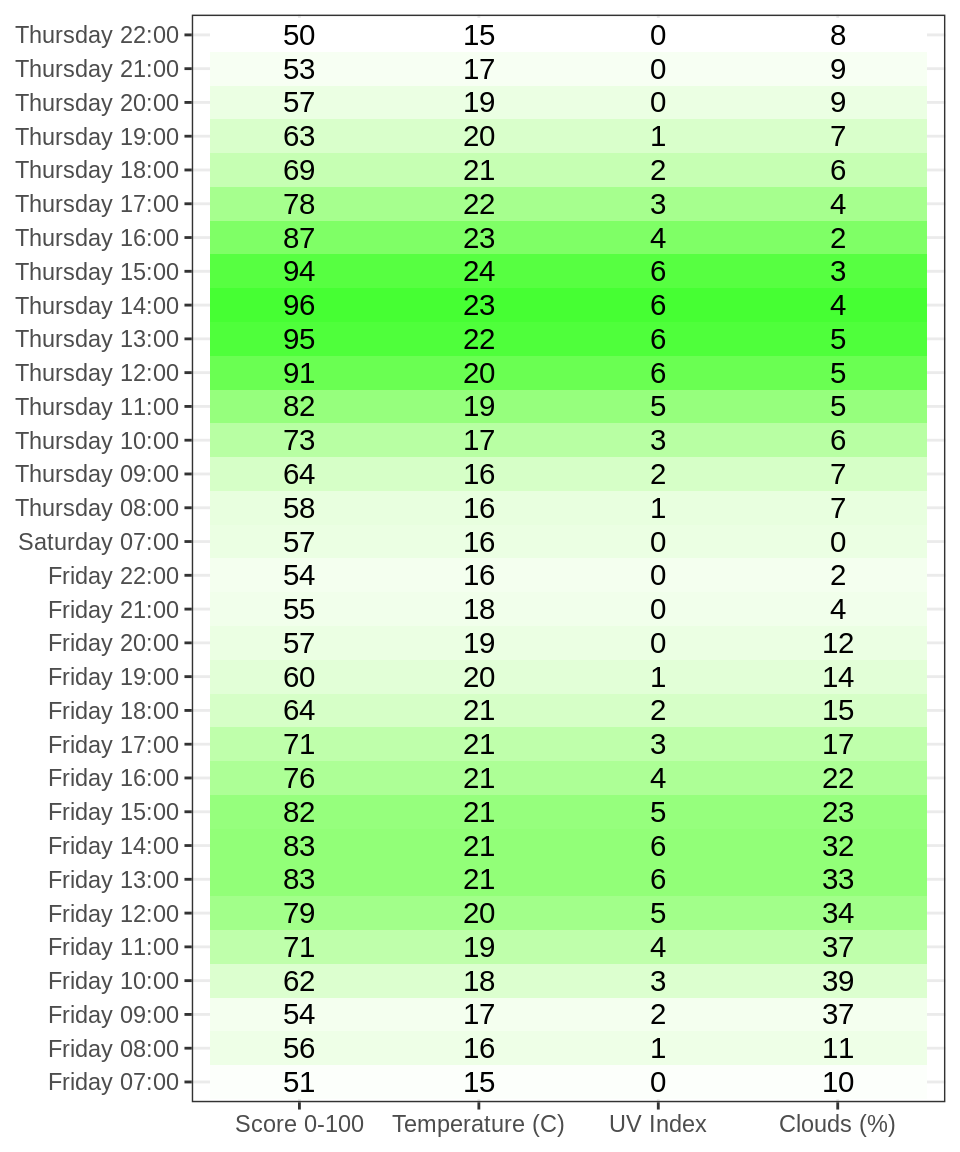 Thursday 22:00 50 15 0 8
Thursday 21:00 53 17 0 9
Thursday 20:00 57 19 0 9
Thursday 19:00 63 20 1 7
Thursday 18:00 69 21 2 6
Thursday 17:00 78 22 3 4
Thursday 16:00 87 23 4 2
Thursday 15:00 94 24 6 3
Thursday 14:00 96 23 6 4
Thursday 13:00 95 22 6 5
Thursday 12:00 91 20 6 5
Thursday 11:00 82 19 5 5
Thursday 10:00 73 17 3 6
Thursday 09:00 64 16 2 7
Thursday 08:00 58 16 1 7
Saturday 07:00 57 16 0 0
Friday 22:00 54 16 0 2
Friday 21:00 55 18 0 4
Friday 20:00 57 19 0 12
Friday 19:00 60 20 1 14
Friday 18:00 64 21 2 15
Friday 17:00 71 21 3 17
Friday 16:00 76 21 4 22
Friday 15:00 82 21 5 23
Friday 14:00 83 21 6 32
Friday 13:00 83 21 6 33
Friday 12:00 79 20 5 34
Friday 11:00 71 19 4 37
Friday 10:00 62 18 3 39
Friday 09:00 54 17 2 37
Friday 08:00 56 16 1 11
Friday 07:00 51 15 0 10
Score 0-100 Temperature (C) UV Index Clouds (%)